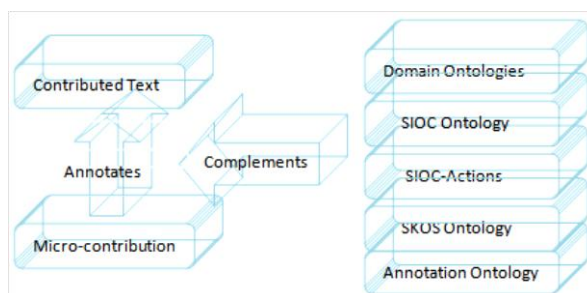 Contributed Text
Annotates
Complements
Micro-contribution
Domain Ontologies
SIOC Ontology
SIOC-Actions
SKOS Ontology
Annotation Ontology